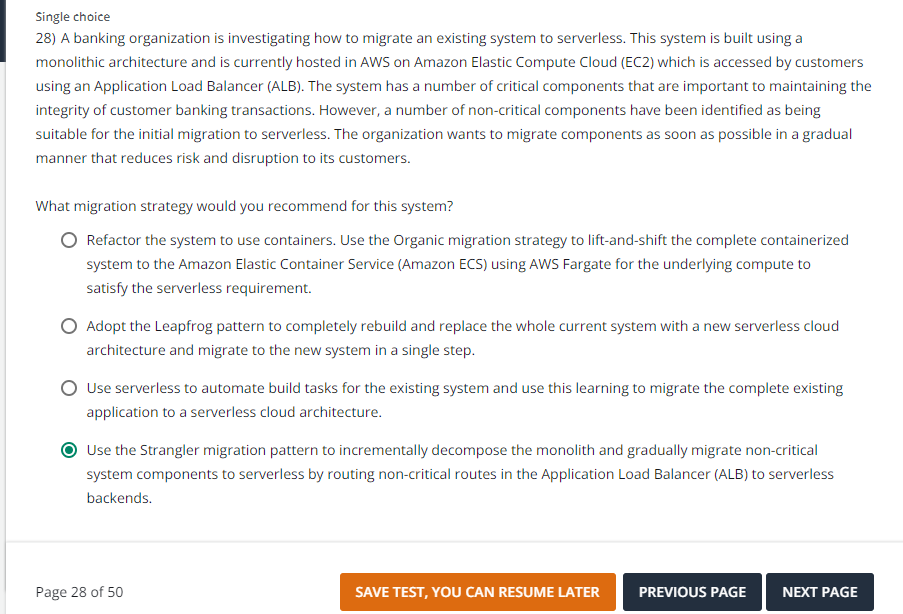 Single choice
28) A banking organization is investigating how to migrate an existing system to serverless. This system is built using a
monolithic architecture and is currently hosted in AWS on Amazon Elastic Compute Cloud (EC2) which is accessed by customers
using an Application Load Balancer (ALB). The system has a number of critical components that are important to maintaining the
integrity of customer banking transactions. However, a number of non-critical components have been identified as being
suitable for the initial migration to serverless. The organization wants to migrate components as soon as possible in a gradual
manner that reduces risk and disruption to its customers.
What migration strategy would you recommend for this system?
Refactor the system to use containers. Use the Organic migration strategy to lift-and-shift the complete containerized
system to the Amazon Elastic Container Service (Amazon ECS) using AWS Fargate for the underlying compute to
satisfy the serverless requirement.
Adopt the Leapfrog pattern to completely rebuild and replace the whole current system with a new serverless cloud
architecture and migrate to the new system in a single step.
Use serverless to automate build tasks for the existing system and use this learning to migrate the complete existing
application to a serverless cloud architecture.
Use the Strangler migration pattern to incrementally decompose the monolith and gradually migrate non-critical
system components to serverless by routing non-critical routes in the Application Load Balancer (ALB) to serverless
backends.
Page 28 of 50
SAVE TEST, YOU CAN RESUME LATER
PREVIOUS PAGE
NEXT PAGE